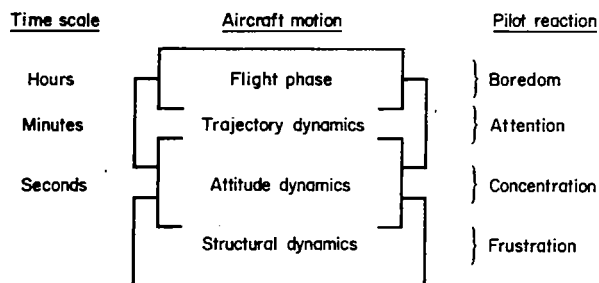 Time scale Aircraft motion Pilot reaction
Hours Flight phase Boredom
Minutes Trajectory dynamics Attention
Seconds Attitude dynamics Concentration
Structural dynamics Frustration